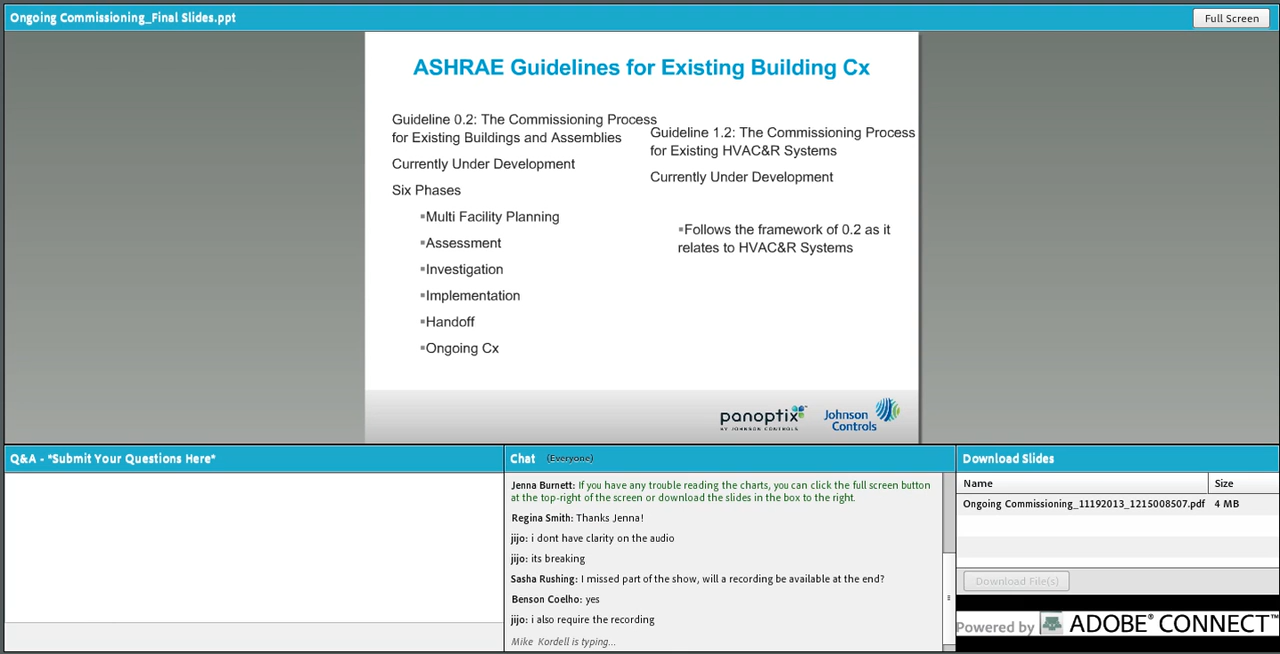 Ongoing Commissioning_Final Slides.ppt
Full Screen
ASHRAE Guidelines for Existing Building Cx
Guideline 0.2: The Commissioning Process
for Existing Buildings and Assemblies
Currently Under Development
Six Phases
▪Multi Facility Planning
▪Assessment
▪Investigation
▪Implementation
▪Handoff
▪Ongoing Cx
Guideline 1.2: The Commissioning Process
for Existing HVAC&R Systems
Currently Under Development
▪Follows the framework of 0.2 as it
relates to HVAC&R Systems
panoptix™
BY JOHNSON CONTROLS
Johnson
Controls
Q&A - *Submit Your Questions Here*
Chat (Everyone)
Jenna Burnett: If you have any trouble reading the charts, you can click the full screen button
at the top-right of the screen or download the slides in the box to the right.
Regina Smith: Thanks Jenna!
jijo: i dont have clarity on the audio
jijo: its breaking
Sasha Rushing: I missed part of the show, will a recording be available at the end?
Benson Coelho: yes
jijo: i also require the recording
Mike Kordell is typing...
Download Slides
Name Size
Ongoing Commissioning_11192013_1215008507.pdf 4 MB
Download File(s)
Powered by ADOBE® CONNECT™